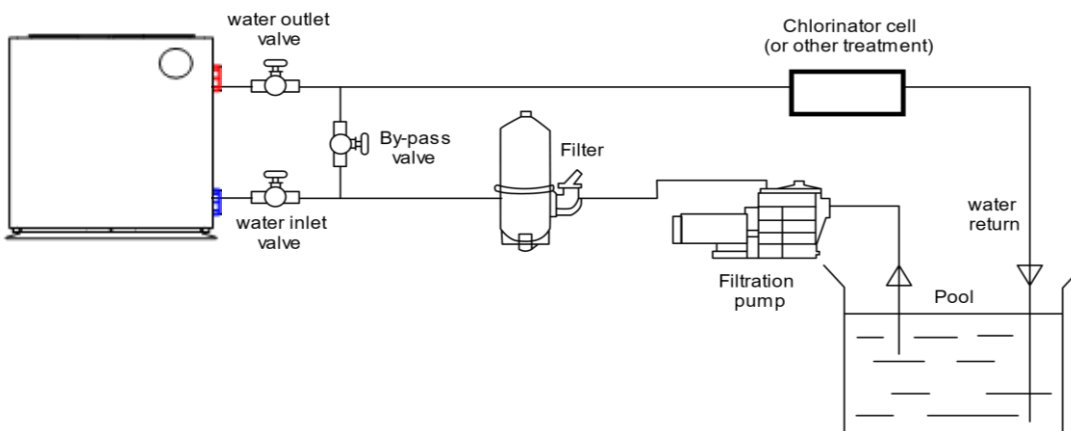 water outlet
valve
Chlorinator cell
(or other treatment)
By-pass
valve
Filter
water inlet
valve
water
return
Filtration
pump
Pool